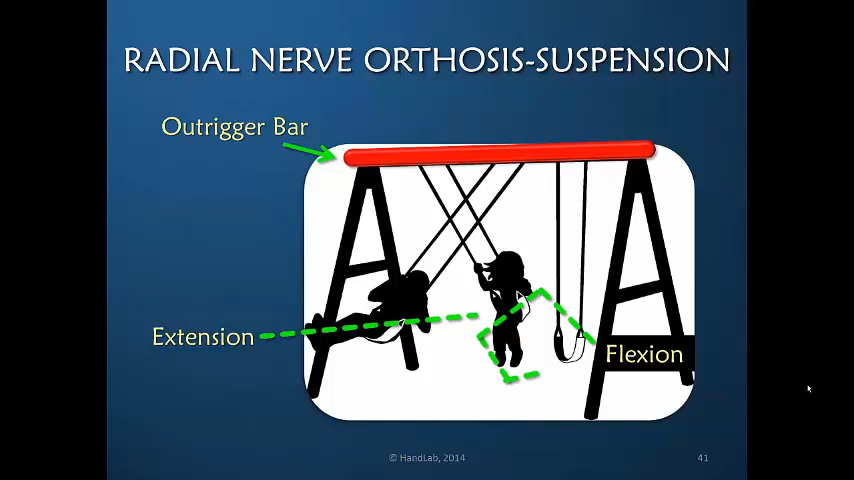 RADIAL NERVE ORTHOSIS-SUSPENSION
Outrigger Bar
Extension
Flexion
© HandLab, 2014
41